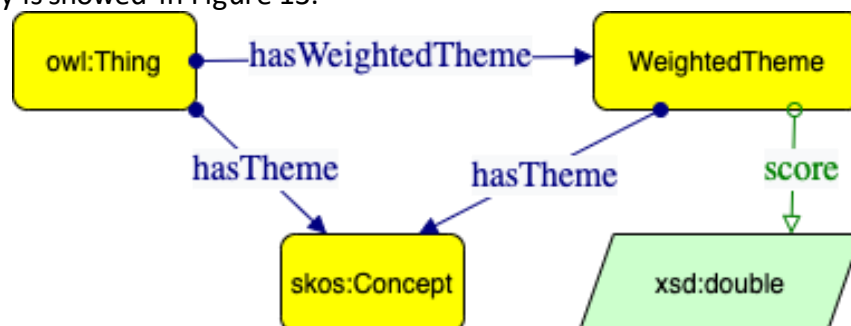 y is showed in Figure 13.
owl:Thing
hasWeightedTheme
WeightedTheme
hasTheme
hasTheme
score
skos:Concept
xsd:double